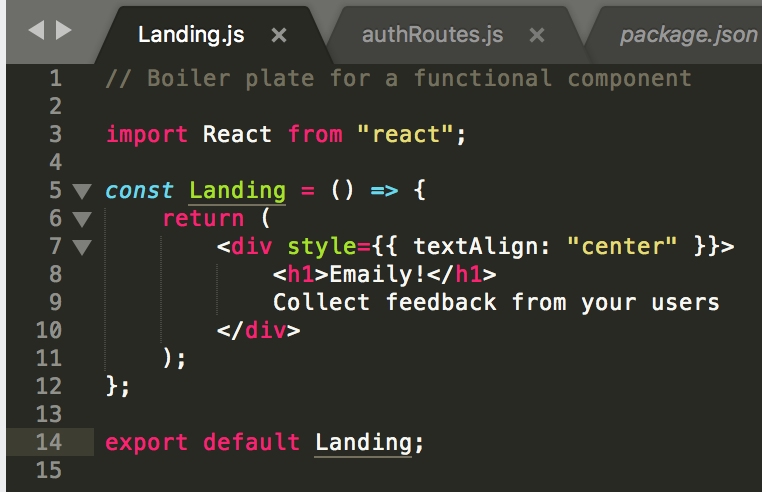 Landing.js × authRoutes.js × package.json
1 // Boiler plate for a functional component
2
3 import React from "react";
4
5 const Landing = () => {
6     return (
7         <div style={{ textAlign: "center" }}>
8             <h1>Emaily!</h1>
9             Collect feedback from your users
10         </div>
11     );
12 };
13
14 export default Landing;
15